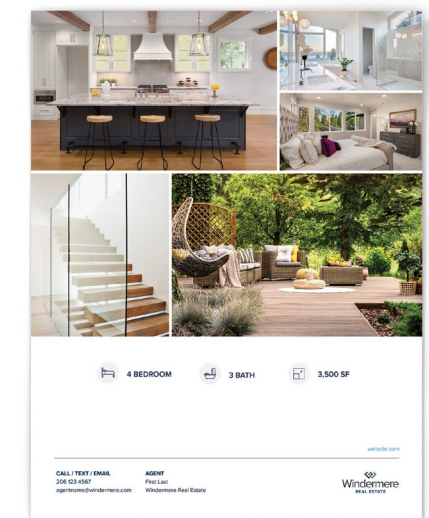 4 BEDROOM
3 BATH
3,500 SF
website.com
CALL / TEXT / EMAIL
206 123 4567
agentname@windermere.com
AGENT
First Last
Windermere Real Estate
Windermere
REAL ESTATE